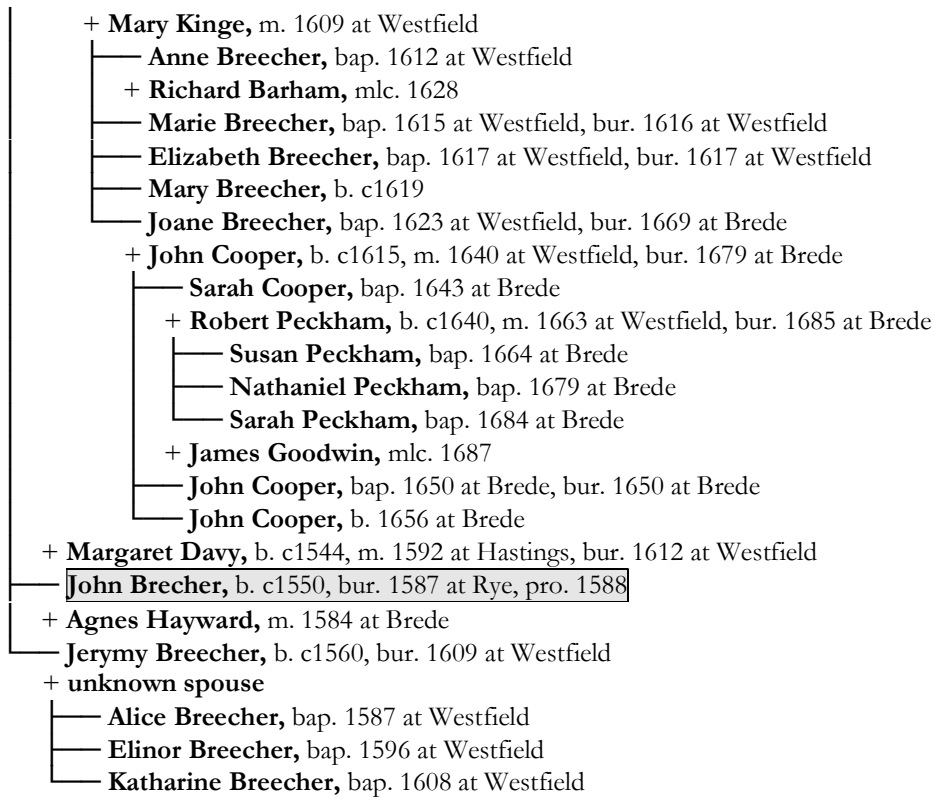 + Mary Kinge, m. 1609 at Westfield
Anne Breecher, bap. 1612 at Westfield
+ Richard Barham, mlc. 1628
Marie Breecher, bap. 1615 at Westfield, bur. 1616 at Westfield
Elizabeth Breecher, bap. 1617 at Westfield, bur. 1617 at Westfield
Mary Breecher, b. c1619
Joane Breecher, bap. 1623 at Westfield, bur. 1669 at Brede
+ John Cooper, b. c1615, m. 1640 at Westfield, bur. 1679 at Brede
Sarah Cooper, bap. 1643 at Brede
+ Robert Peckham, b. c1640, m. 1663 at Westfield, bur. 1685 at Brede
Susan Peckham, bap. 1664 at Brede
Nathaniel Peckham, bap. 1679 at Brede
Sarah Peckham, bap. 1684 at Brede
+ James Goodwin, mlc. 1687
John Cooper, bap. 1650 at Brede, bur. 1650 at Brede
John Cooper, b. 1656 at Brede
+ Margaret Davy, b. c1544, m. 1592 at Hastings, bur. 1612 at Westfield
John Brecher, b. c1550, bur. 1587 at Rye, pro. 1588
+ Agnes Hayward, m. 1584 at Brede
Jerymy Breecher, b. c1560, bur. 1609 at Westfield
+ unknown spouse
Alice Breecher, bap. 1587 at Westfield
Elinor Breecher, bap. 1596 at Westfield
Katharine Breecher, bap. 1608 at Westfield